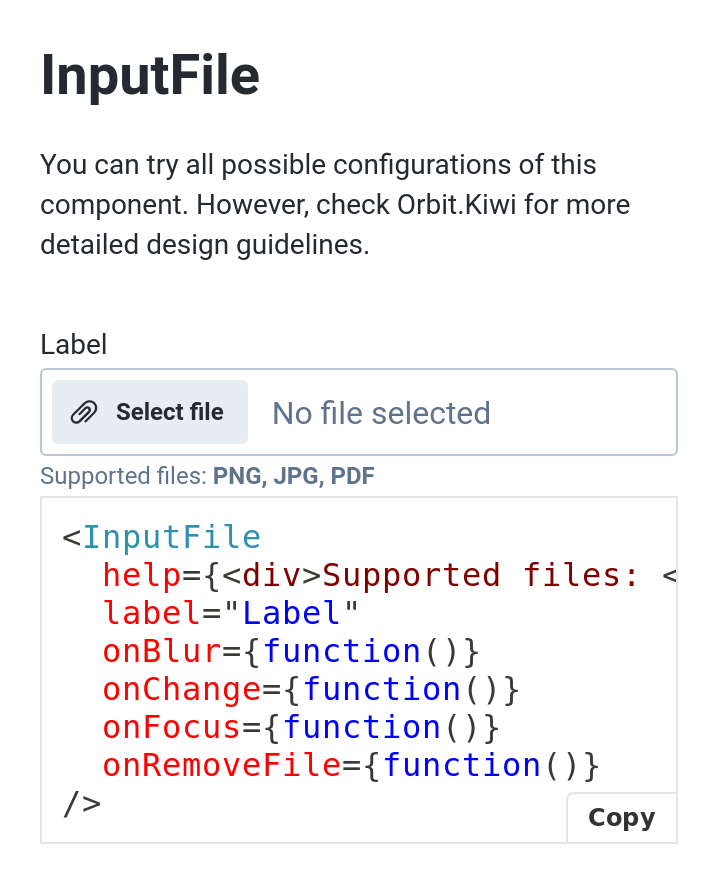 InputFile
You can try all possible configurations of this
component. However, check Orbit.Kiwi for more
detailed design guidelines.
Label
Select file No file selected
Supported files: PNG, JPG, PDF
<InputFile
  help={<div>Supported files: <
  label="Label"
  onBlur={function()}
  onChange={function()}
  onFocus={function()}
  onRemoveFile={function()}
/>
Copy